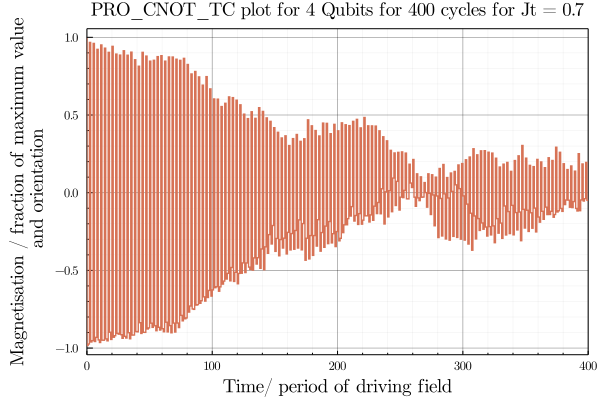 PRO_CNOT_TC plot for 4 Qubits for 400 cycles for Jt = 0.7
Magnetisation / fraction of maximum value
and orientation
1.0
0.5
0.0
−0.5
−1.0
0
100
200
300
400
Time/ period of driving field